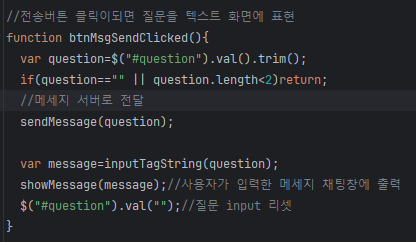 //전송버튼 클릭이되면 질문을 텍스트 화면에 표현
function btnMsgSendClicked(){
  var question=$("#question").val().trim();
  if(question=="" || question.length<2)return;
  //메세지 서버로 전달
  sendMessage(question);

  var message=inputTagString(question);
  showMessage(message);//사용자가 입력한 메세지 채팅창에 출력
  $("#question").val("");//질문 input 리셋
}